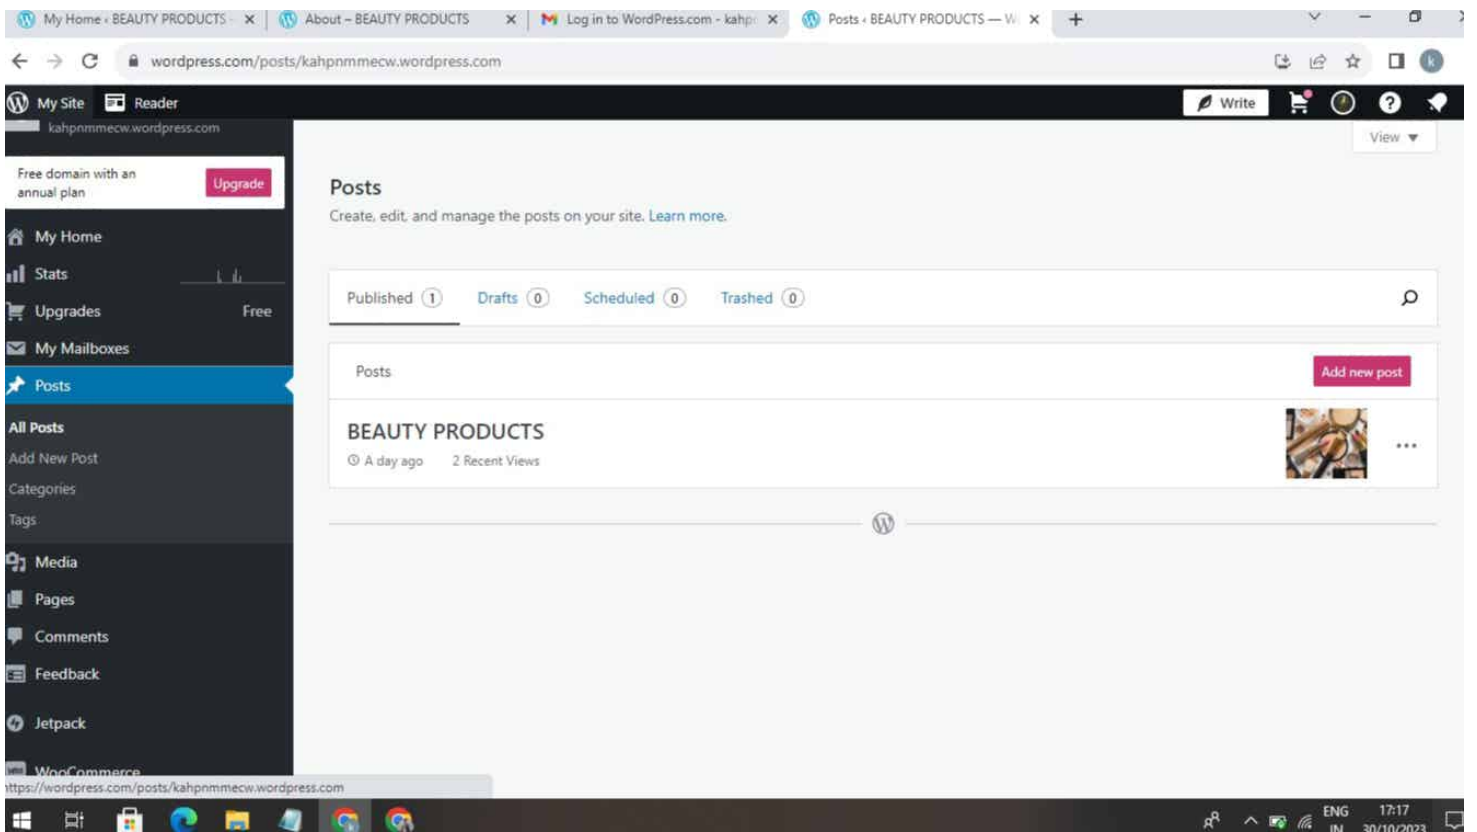 My Home ‹ BEAUTY PRODUCTS –
About – BEAUTY PRODUCTS
Log in to WordPress.com - kahp
Posts ‹ BEAUTY PRODUCTS — W
wordpress.com/posts/kahpnmmecw.wordpress.com
k
My Site
Reader
Write
kahpnmmecw.wordpress.com
View
Free domain with an
annual plan
Upgrade
Posts
Create, edit, and manage the posts on your site. Learn more.
My Home
Stats
Upgrades
Free
My Mailboxes
Posts
All Posts
Add New Post
Categories
Tags
Media
Pages
Comments
Feedback
Jetpack
WooCommerce
Published 1
Drafts 0
Scheduled 0
Trashed 0
Posts
Add new post
BEAUTY PRODUCTS
A day ago
2 Recent Views
https://wordpress.com/posts/kahpnmmecw.wordpress.com
ENG
IN
17:17
30/10/2023